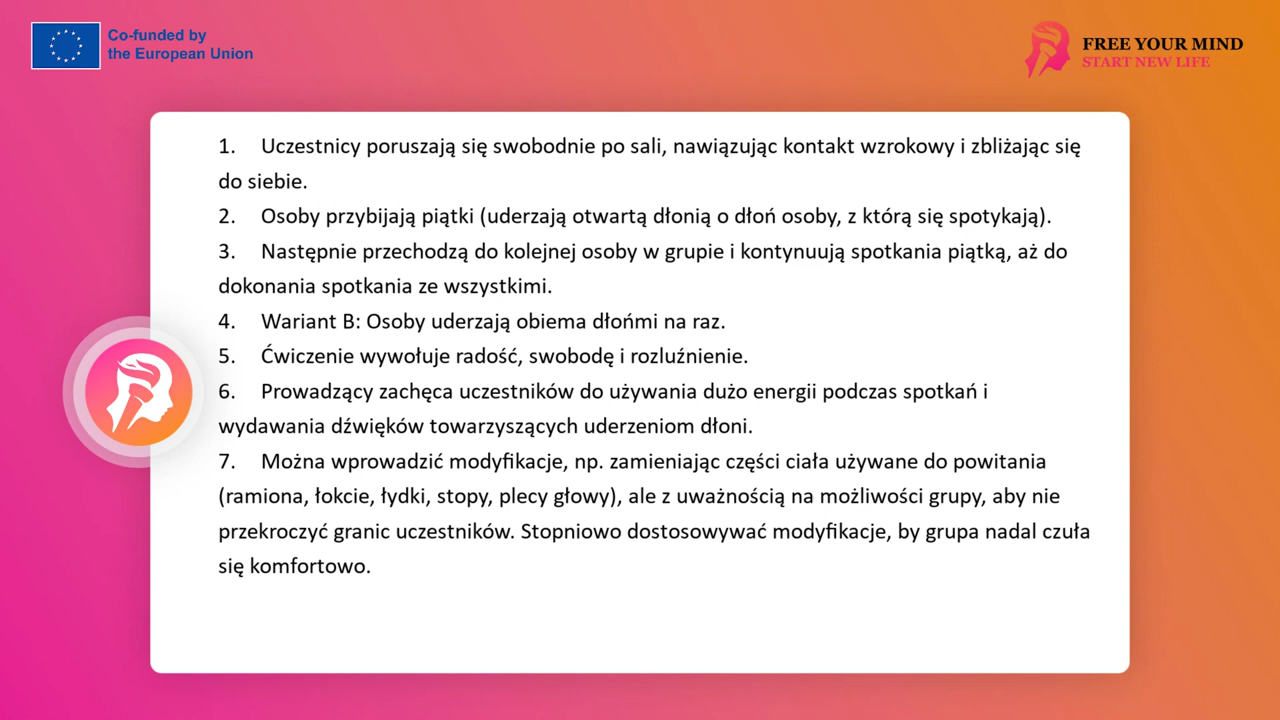 Co-funded by
the European Union
FREE YOUR MIND
START NEW LIFE
1. Uczestnicy poruszają się swobodnie po sali, nawiązując kontakt wzrokowy i zbliżając się
do siebie.
2. Osoby przybijają piątki (uderzają otwartą dłonią o dłoń osoby, z którą się spotykają).
3. Następnie przechodzą do kolejnej osoby w grupie i kontynuują spotkania piątką, aż do
dokonania spotkania ze wszystkimi.
4. Wariant B: Osoby uderzają obiema dłońmi na raz.
5. Ćwiczenie wywołuje radość, swobodę i rozluźnienie.
6. Prowadzący zachęca uczestników do używania dużo energii podczas spotkań i
wydawania dźwięków towarzyszących uderzeniom dłoni.
7. Można wprowadzić modyfikacje, np. zamieniając części ciała używane do powitania
(ramiona, łokcie, łydki, stopy, plecy głowy), ale z uważnością na możliwości grupy, aby nie
przekroczyć granic uczestników. Stopniowo dostosowywać modyfikacje, by grupa nadal czuła
się komfortowo.